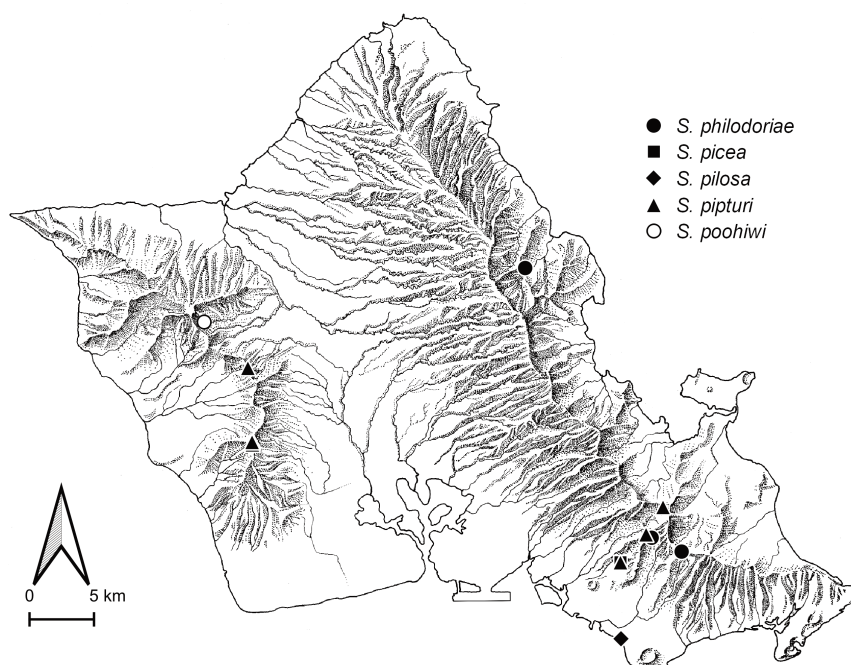 S. philodoriae
S. picea
S. pilosa
S. pipturi
S. poohiwi
0 5 km